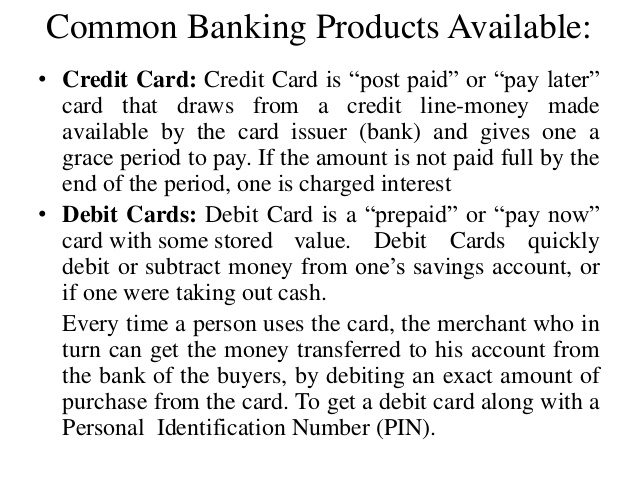 Common Banking Products Available:
• Credit Card: Credit Card is “post paid” or “pay later”
card that draws from a credit line-money made
available by the card issuer (bank) and gives one a
grace period to pay. If the amount is not paid full by the
end of the period, one is charged interest
• Debit Cards: Debit Card is a “prepaid” or “pay now”
card with some stored value. Debit Cards quickly
debit or subtract money from one’s savings account, or
if one were taking out cash.
Every time a person uses the card, the merchant who in
turn can get the money transferred to his account from
the bank of the buyers, by debiting an exact amount of
purchase from the card. To get a debit card along with a
Personal Identification Number (PIN).